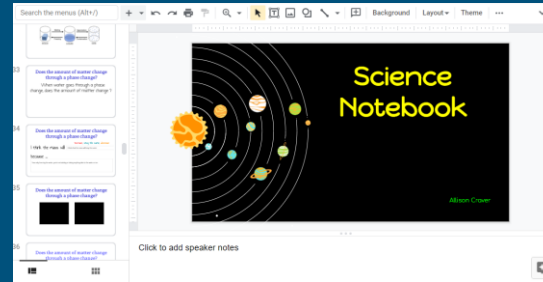 Search the menus (Alt+/)
Background
Layout
Theme
33
Does the amount of matter change
through a phase change?
When water goes through a phase
change does the amount of matter change?
34
Does the amount of matter change
through a phase change?
I think the mass will
because
35
Does the amount of matter change
through a phase change?
36
Does the amount of matter change
through a phase change?
Science
Notebook
Allison Craver
Click to add speaker notes